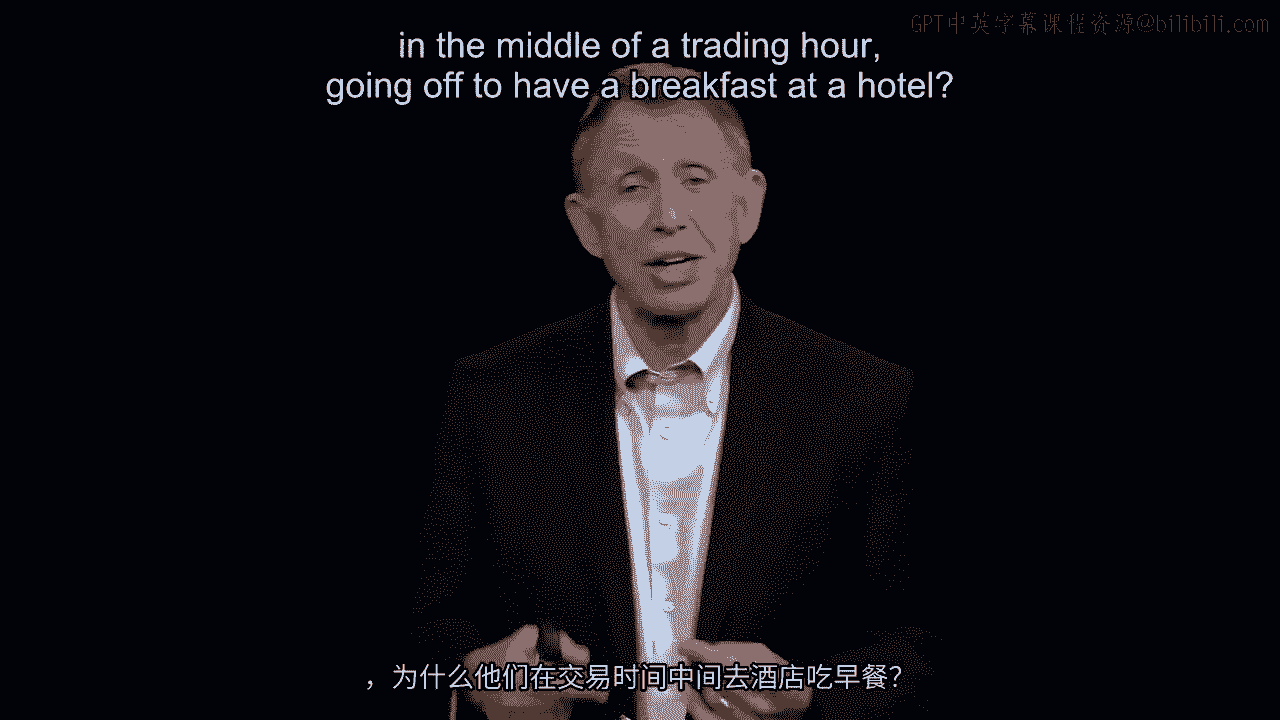 GPT中英字幕课程资源@bilibili.com
in the middle of a trading hour,
going off to have a breakfast at a hotel?
，为什么他们在交易时间中间去酒店吃早餐？